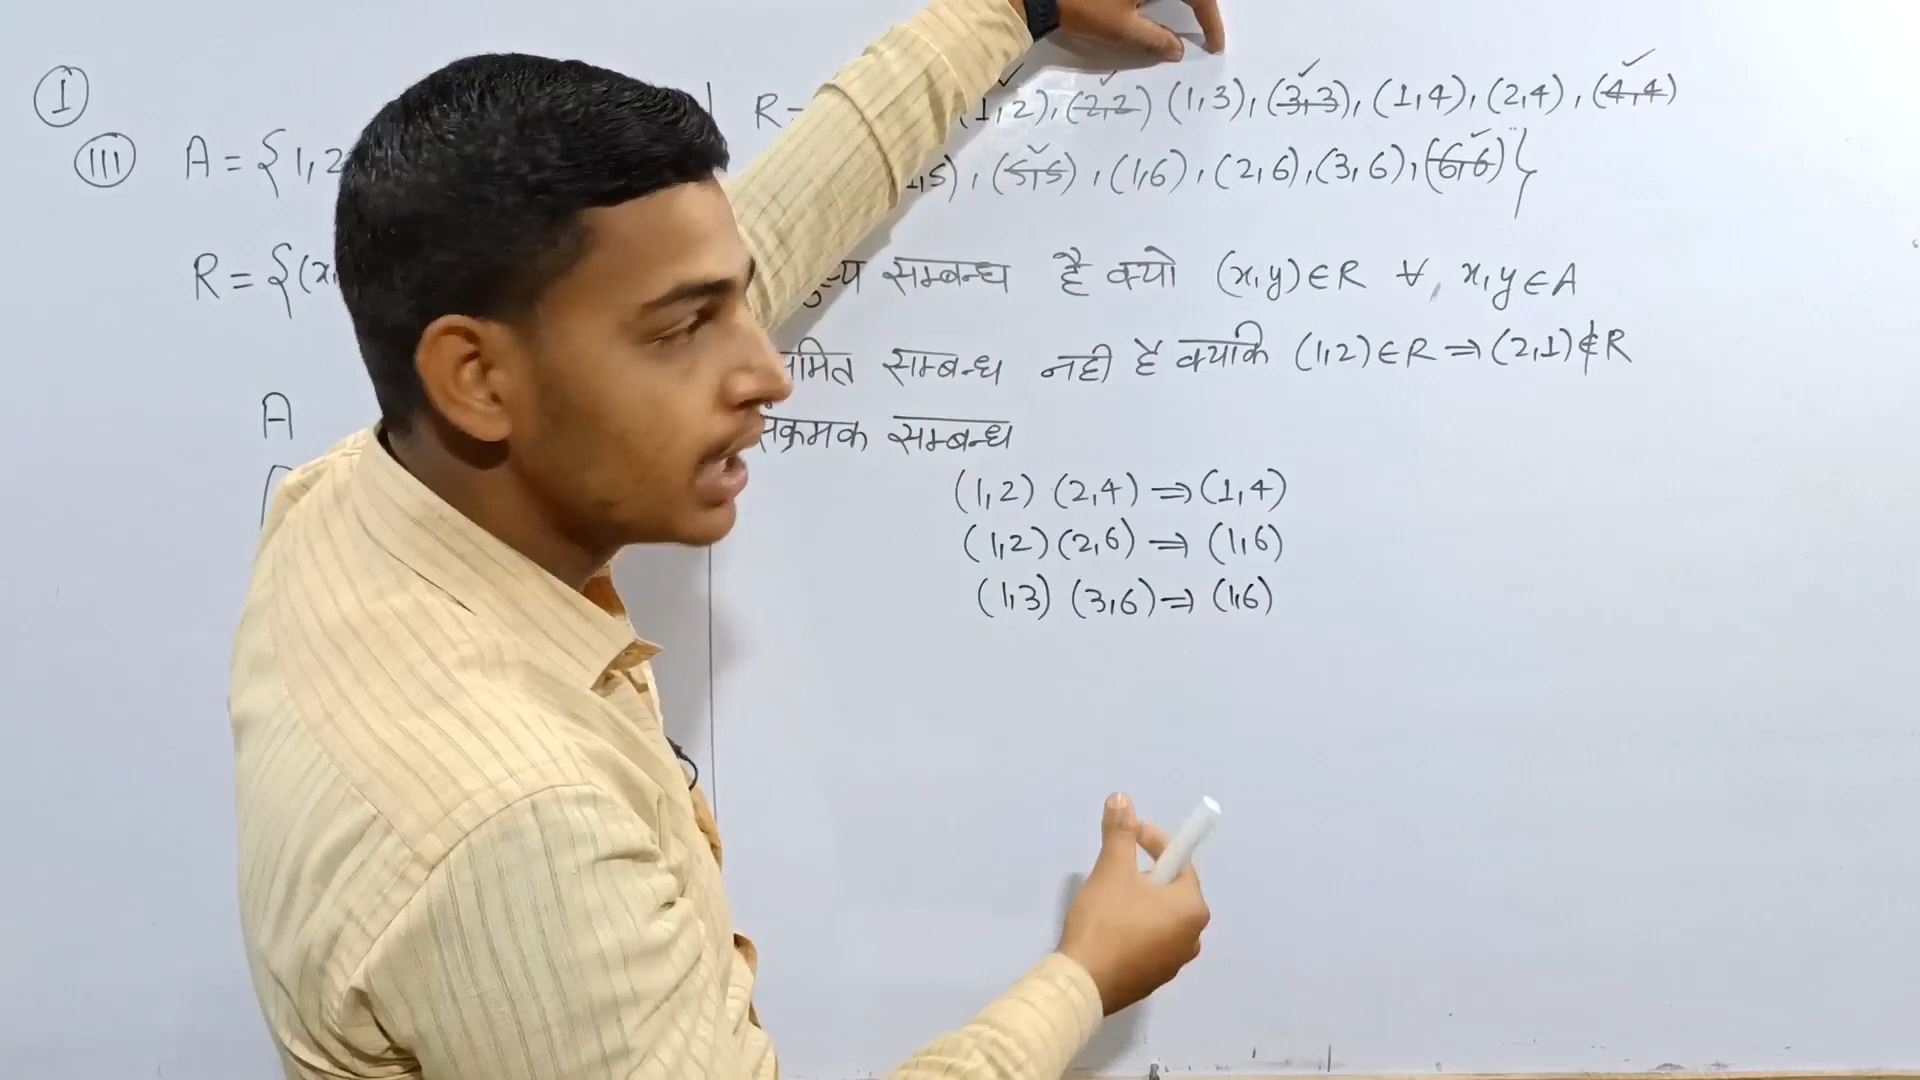 I
III A = {1,2
R = {(x,
A
R = 1,2), (2,2) (1,3), (3,3), (1,4), (2,4), (4,4)
,5), (5,5), (1,6), (2,6), (3,6), (6,6)}
सम्बन्ध है क्यो (x,y)∈R ∀, x,y∈A
सम्बन्ध नही है क्योकि (1,2)∈R ⇒ (2,1)∉R
संक्रमक सम्बन्ध
(1,2) (2,4) ⇒ (1,4)
(1,2) (2,6) ⇒ (1,6)
(1,3) (3,6) ⇒ (1,6)